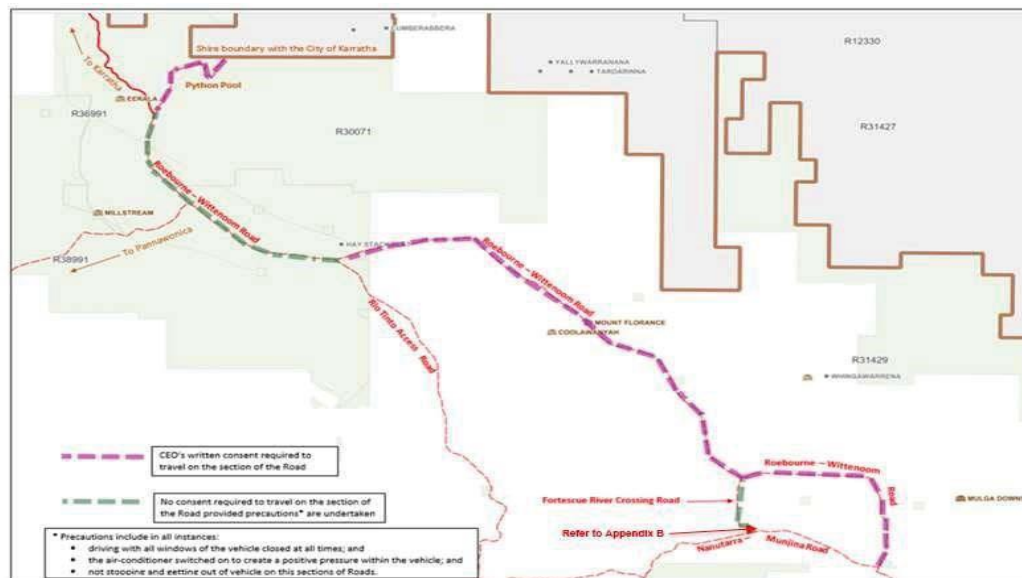 CUMBERABBERA
Shire boundary with the City of Karratha
R12330
To Karratha
YALLYWARRANANA
TARDARINNA
Python Pool
EERALA
R36991
R30071
R31427
Roebourne – Wittenoom Road
MILLSTREAM
To Pannawonica
HAY STACK
R38991
Roebourne – Wittenoom Road
Rio Tinto Access Road
MOUNT FLORANCE
COOLAWANYAH
R31429
WHINGAWARRENA
CEO's written consent required to
travel on the section of the Road
Roebourne – Wittenoom Road
No consent required to travel on the section of
the Road provided precautions* are undertaken
Fortescue River Crossing Road
MULGA DOWNS
Refer to Appendix B
Nanutarra - Munjina Road
* Precautions include in all instances:
• driving with all windows of the vehicle closed at all times; and
• the air-conditioner switched on to create a positive pressure within the vehicle; and
• not stopping and getting out of vehicle on this sections of Roads.